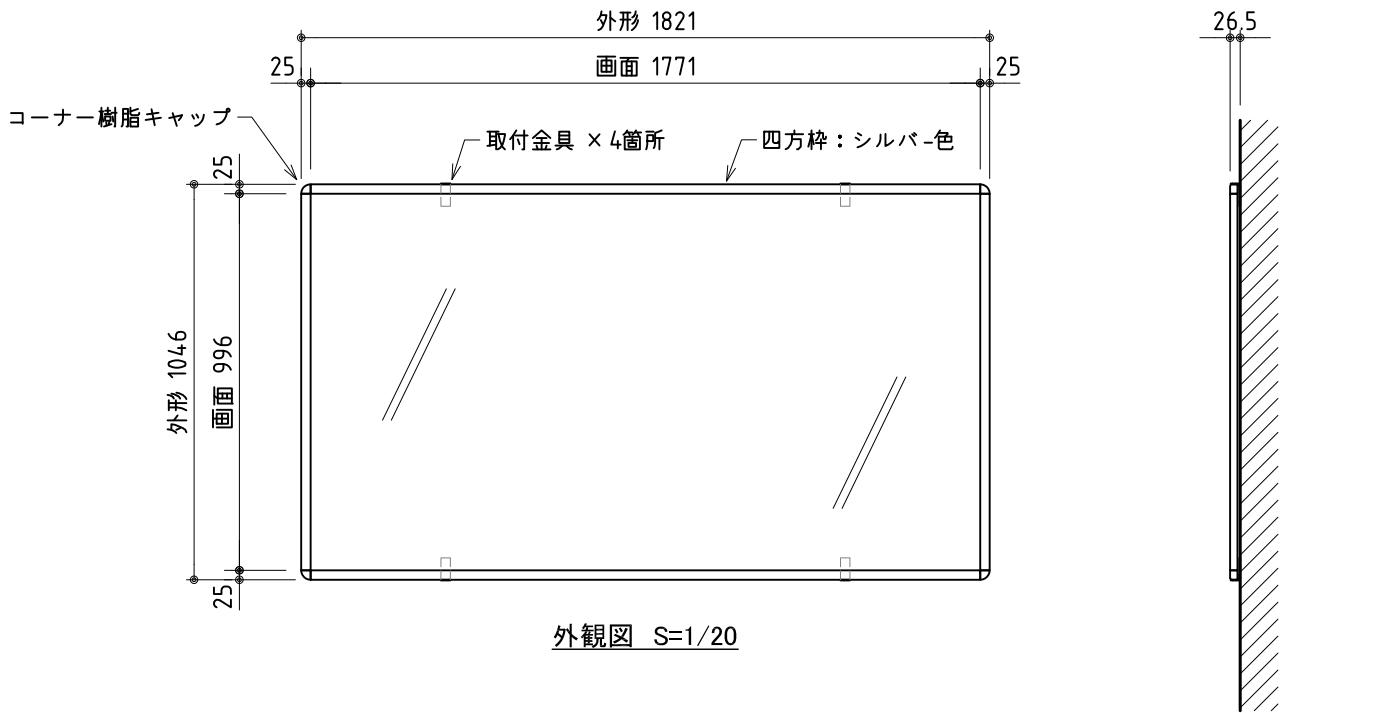 外形 1821
26.5
25
画面 1771
25
コーナー樹脂キャップ
取付金具 ×4箇所
四方枠：シルバ-色
25
外形 1046
画面 996
25
外観図 S=1/20